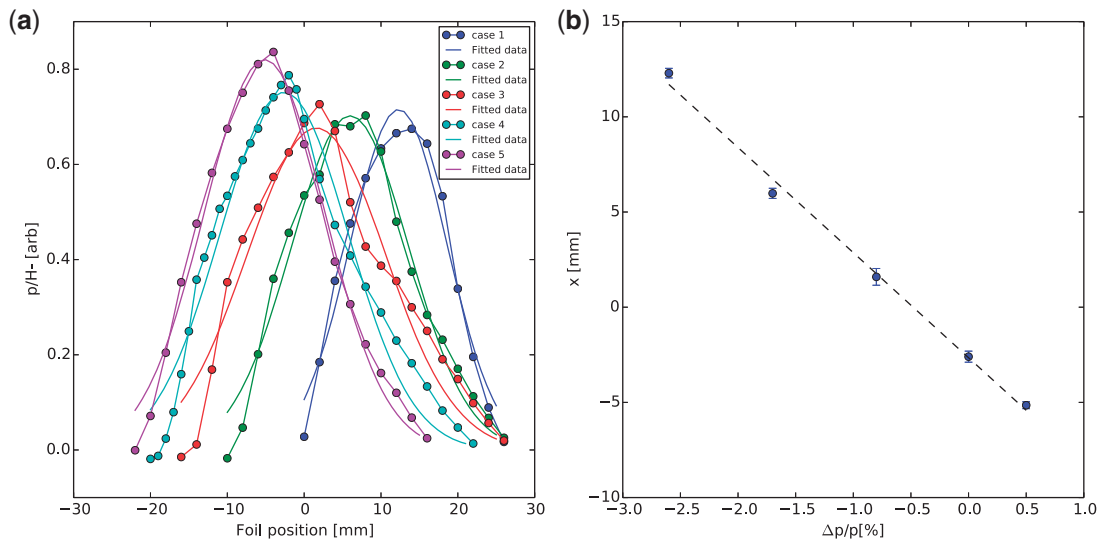 (a)
case 1
Fitted data
case 2
Fitted data
case 3
Fitted data
case 4
Fitted data
case 5
Fitted data
p/H- [arb]
0.8
0.6
0.4
0.2
0.0
−30 −20 −10 0 10 20 30
Foil position [mm]
(b)
x [mm]
15
10
5
0
−5
−10
−3.0 −2.5 −2.0 −1.5 −1.0 −0.5 0.0 0.5 1.0
Δp/p[%]